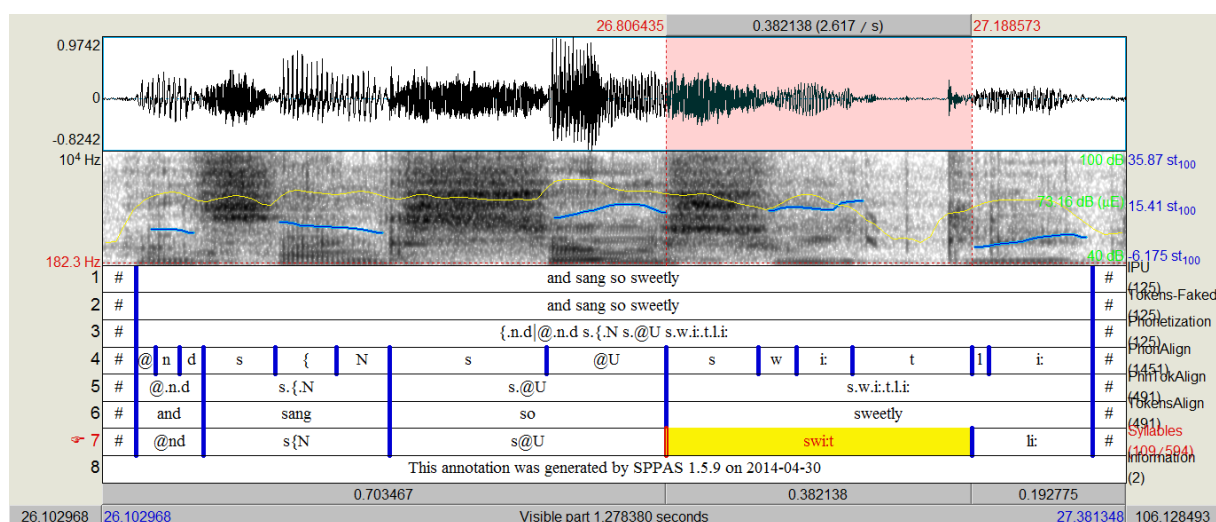 26.806435 0.382138 (2.617 / s) 27.188573
0.9742
0
-0.8242
10⁴ Hz 100 dB 35.87 st₁₀₀
73.16 dB (µE) 15.41 st₁₀₀
182.3 Hz 40 dB -6.175 st₁₀₀
1 # and sang so sweetly # IPU (125)
2 # and sang so sweetly # Tokens-Faked (125)
3 # {.n.d|@.n.d s.{.N s.@U s.w.i:.t.l.i: # Phonetization (125)
4 # @ n d s { N s @U s w i: t l i: # PhonAlign (1451)
5 # @.n.d s.{.N s.@U s.w.i:.t.l.i: # PhnTokAlign (491)
6 # and sang so sweetly # TokensAlign (491)
☞ 7 # @nd s{N s@U swi:t li: # Syllables (109/594)
8 This annotation was generated by SPPAS 1.5.9 on 2014-04-30 Information (2)
0.703467 0.382138 0.192775
26.102968 26.102968 Visible part 1.278380 seconds 27.381348 106.128493